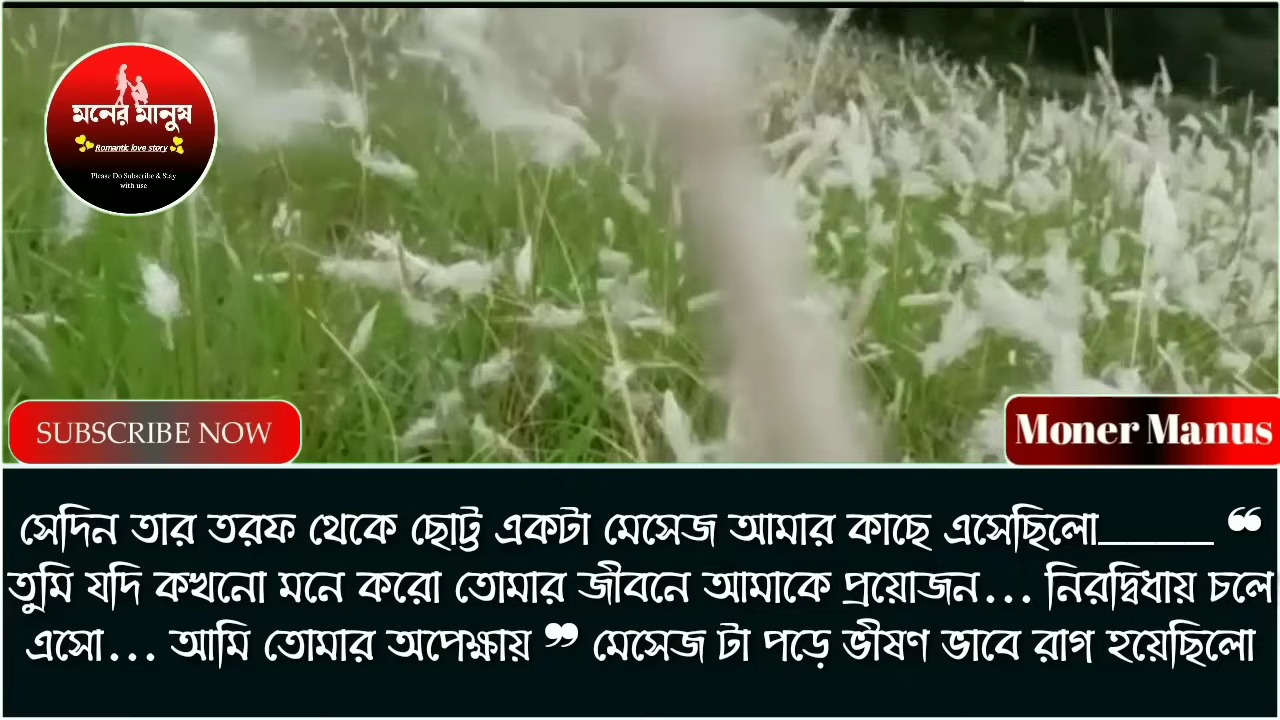 মনের মানুষ
Romantic love story
Please Do Subscribe & Stay
with use
SUBSCRIBE NOW
Moner Manus
সেদিন তার তরফ থেকে ছোট্ট একটা মেসেজ আমার কাছে এসেছিলো______ ❝
তুমি যদি কখনো মনে করো তোমার জীবনে আমাকে প্রয়োজন... নিরদ্বিধায় চলে
এসো... আমি তোমার অপেক্ষায় ❞ মেসেজ টা পড়ে ভীষণ ভাবে রাগ হয়েছিলো